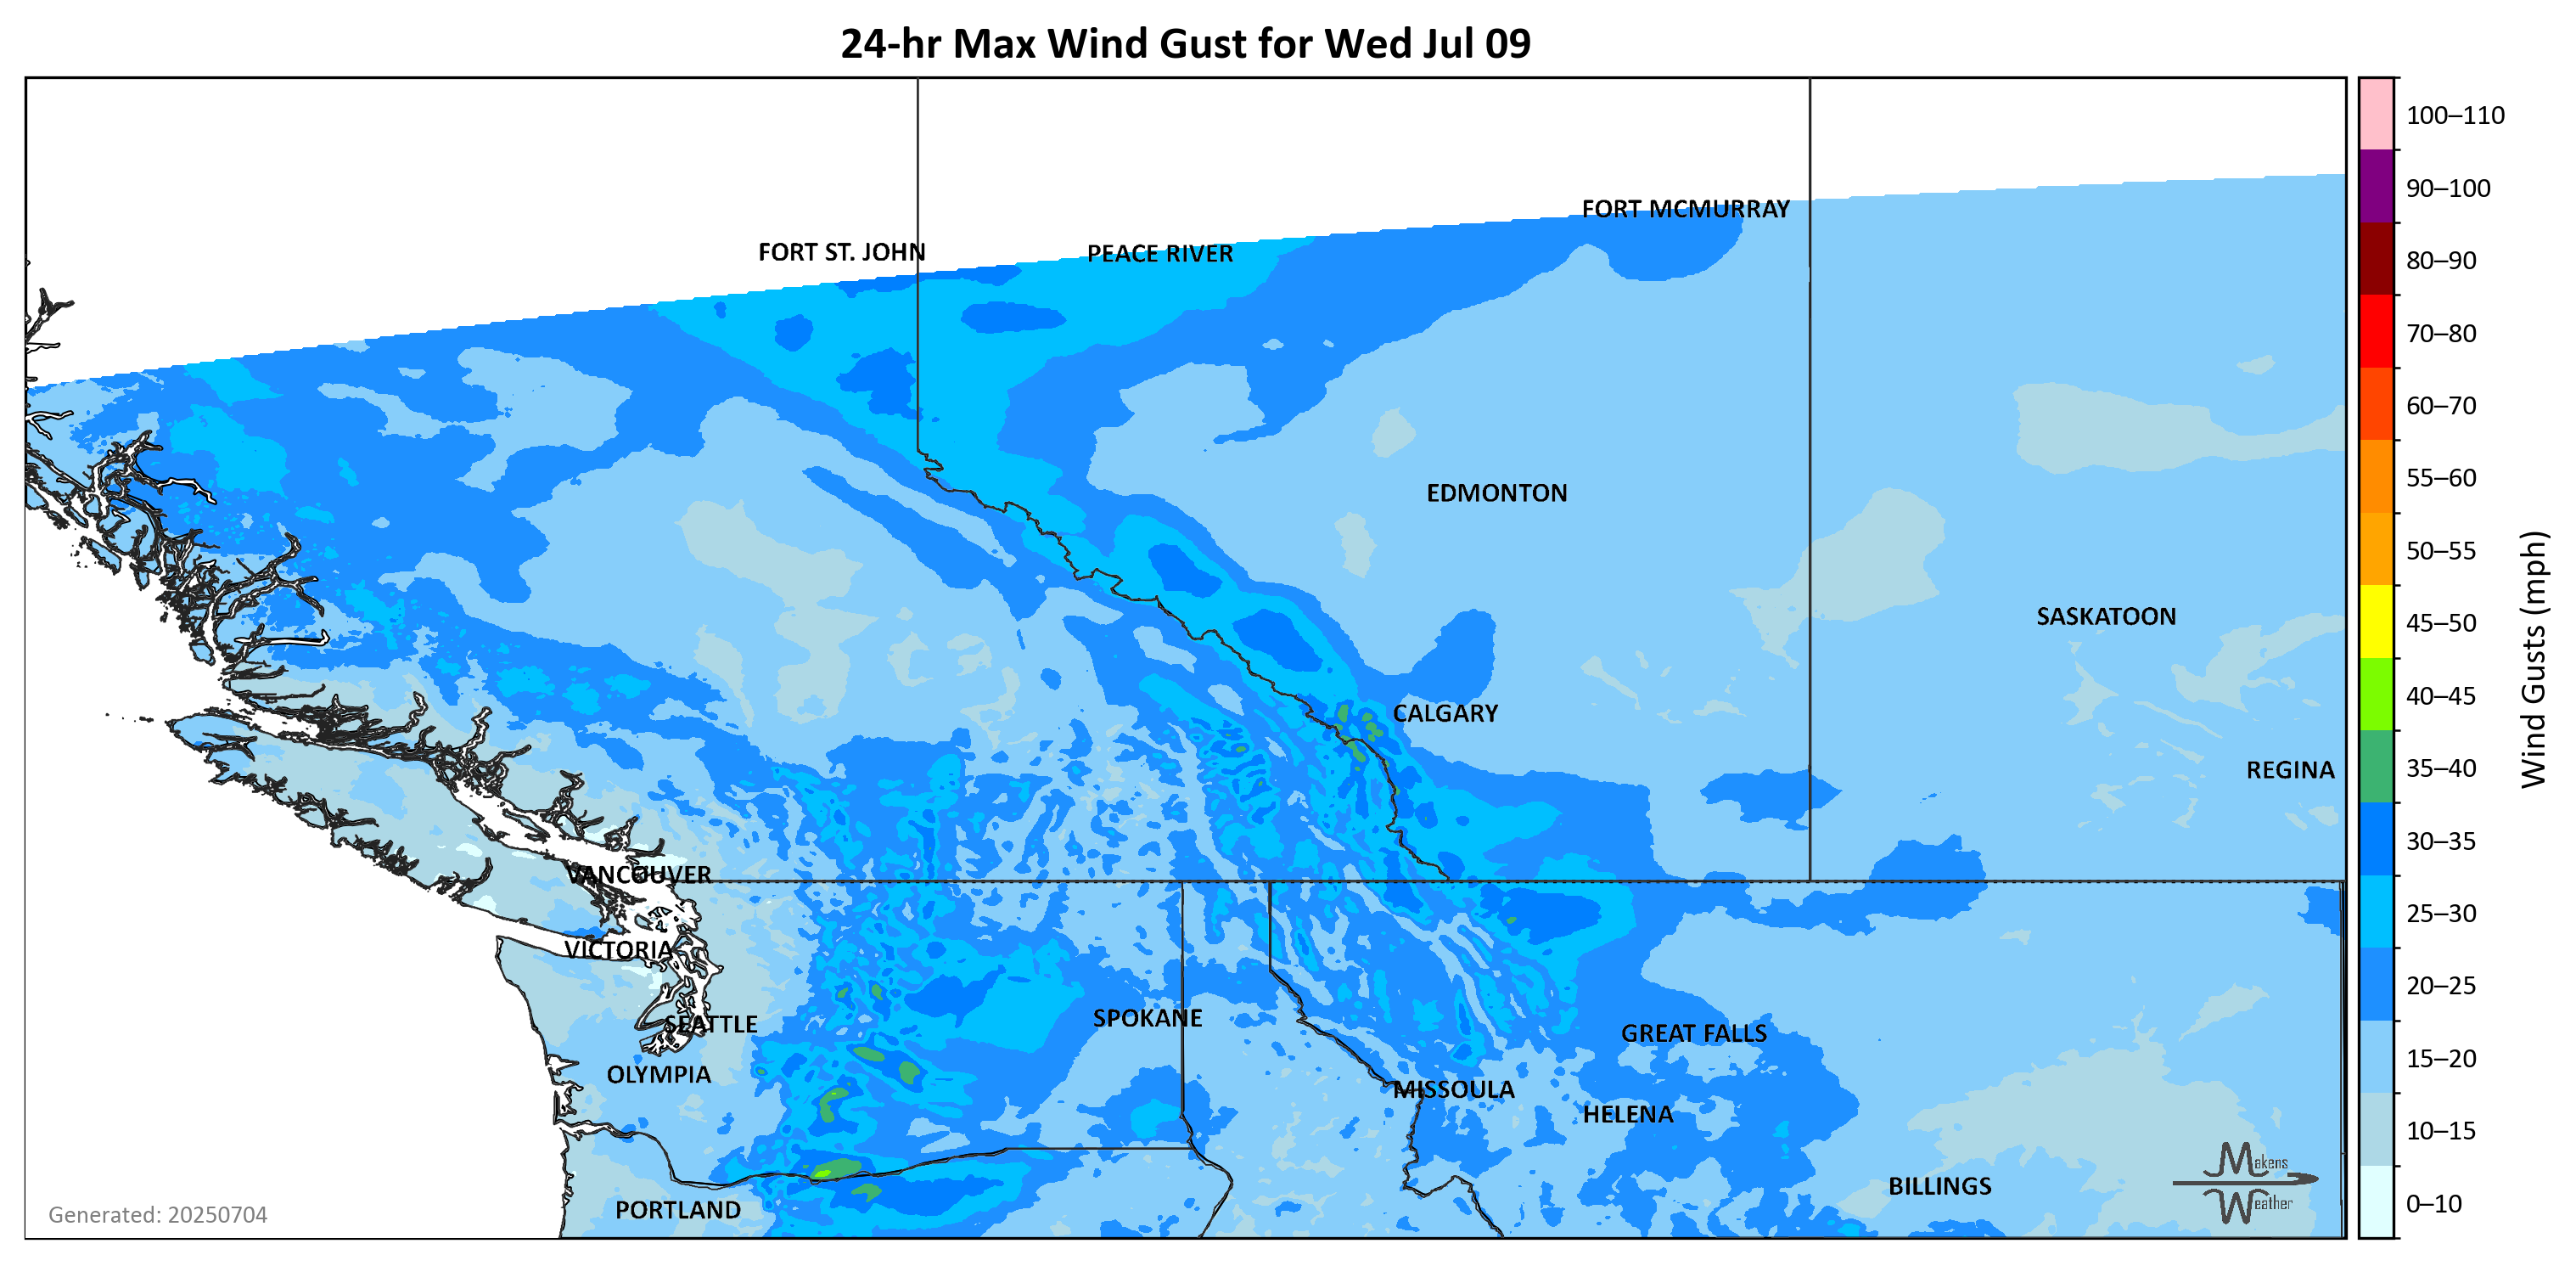 24-hr Max Wind Gust for Wed Jul 09
FORT MCMURRAY
FORT ST. JOHN
PEACE RIVER
EDMONTON
SASKATOON
CALGARY
REGINA
VANCOUVER
VICTORIA
SEATTLE
SPOKANE
GREAT FALLS
OLYMPIA
MISSOULA
HELENA
BILLINGS
PORTLAND
Generated: 20250704
Makens
Weather
100–110
90–100
80–90
70–80
60–70
55–60
50–55
45–50
40–45
35–40
30–35
25–30
20–25
15–20
10–15
0–10
Wind Gusts (mph)